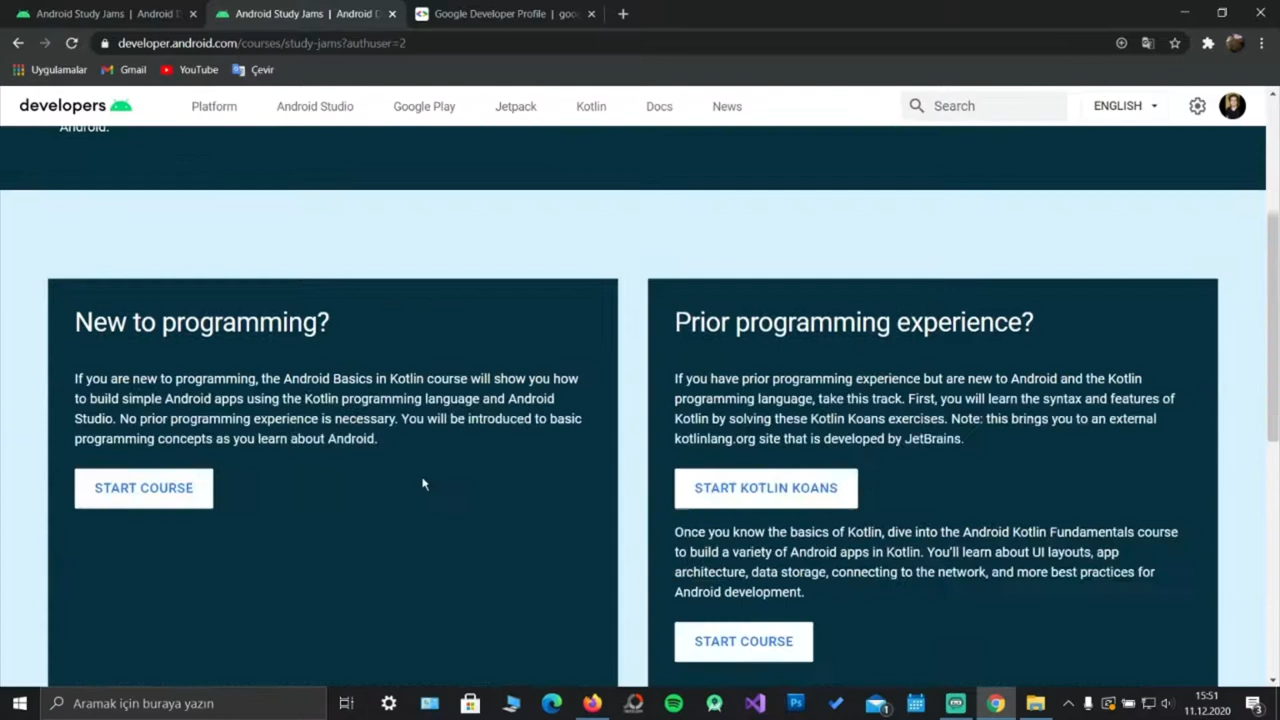 Android Study Jams | Android D
Android Study Jams | Android D
Google Developer Profile | goo
developer.android.com/courses/study-jams?authuser=2
Uygulamalar
Gmail
YouTube
Çevir
developers
Platform
Android Studio
Google Play
Jetpack
Kotlin
Docs
News
Search
ENGLISH
Android.
New to programming?
If you are new to programming, the Android Basics in Kotlin course will show you how
to build simple Android apps using the Kotlin programming language and Android
Studio. No prior programming experience is necessary. You will be introduced to basic
programming concepts as you learn about Android.
START COURSE
Prior programming experience?
If you have prior programming experience but are new to Android and the Kotlin
programming language, take this track. First, you will learn the syntax and features of
Kotlin by solving these Kotlin Koans exercises. Note: this brings you to an external
kotlinlang.org site that is developed by JetBrains.
START KOTLIN KOANS
Once you know the basics of Kotlin, dive into the Android Kotlin Fundamentals course
to build a variety of Android apps in Kotlin. You'll learn about UI layouts, app
architecture, data storage, connecting to the network, and more best practices for
Android development.
START COURSE
Aramak için buraya yazın
Ps
1
15:51
11.12.2020
3